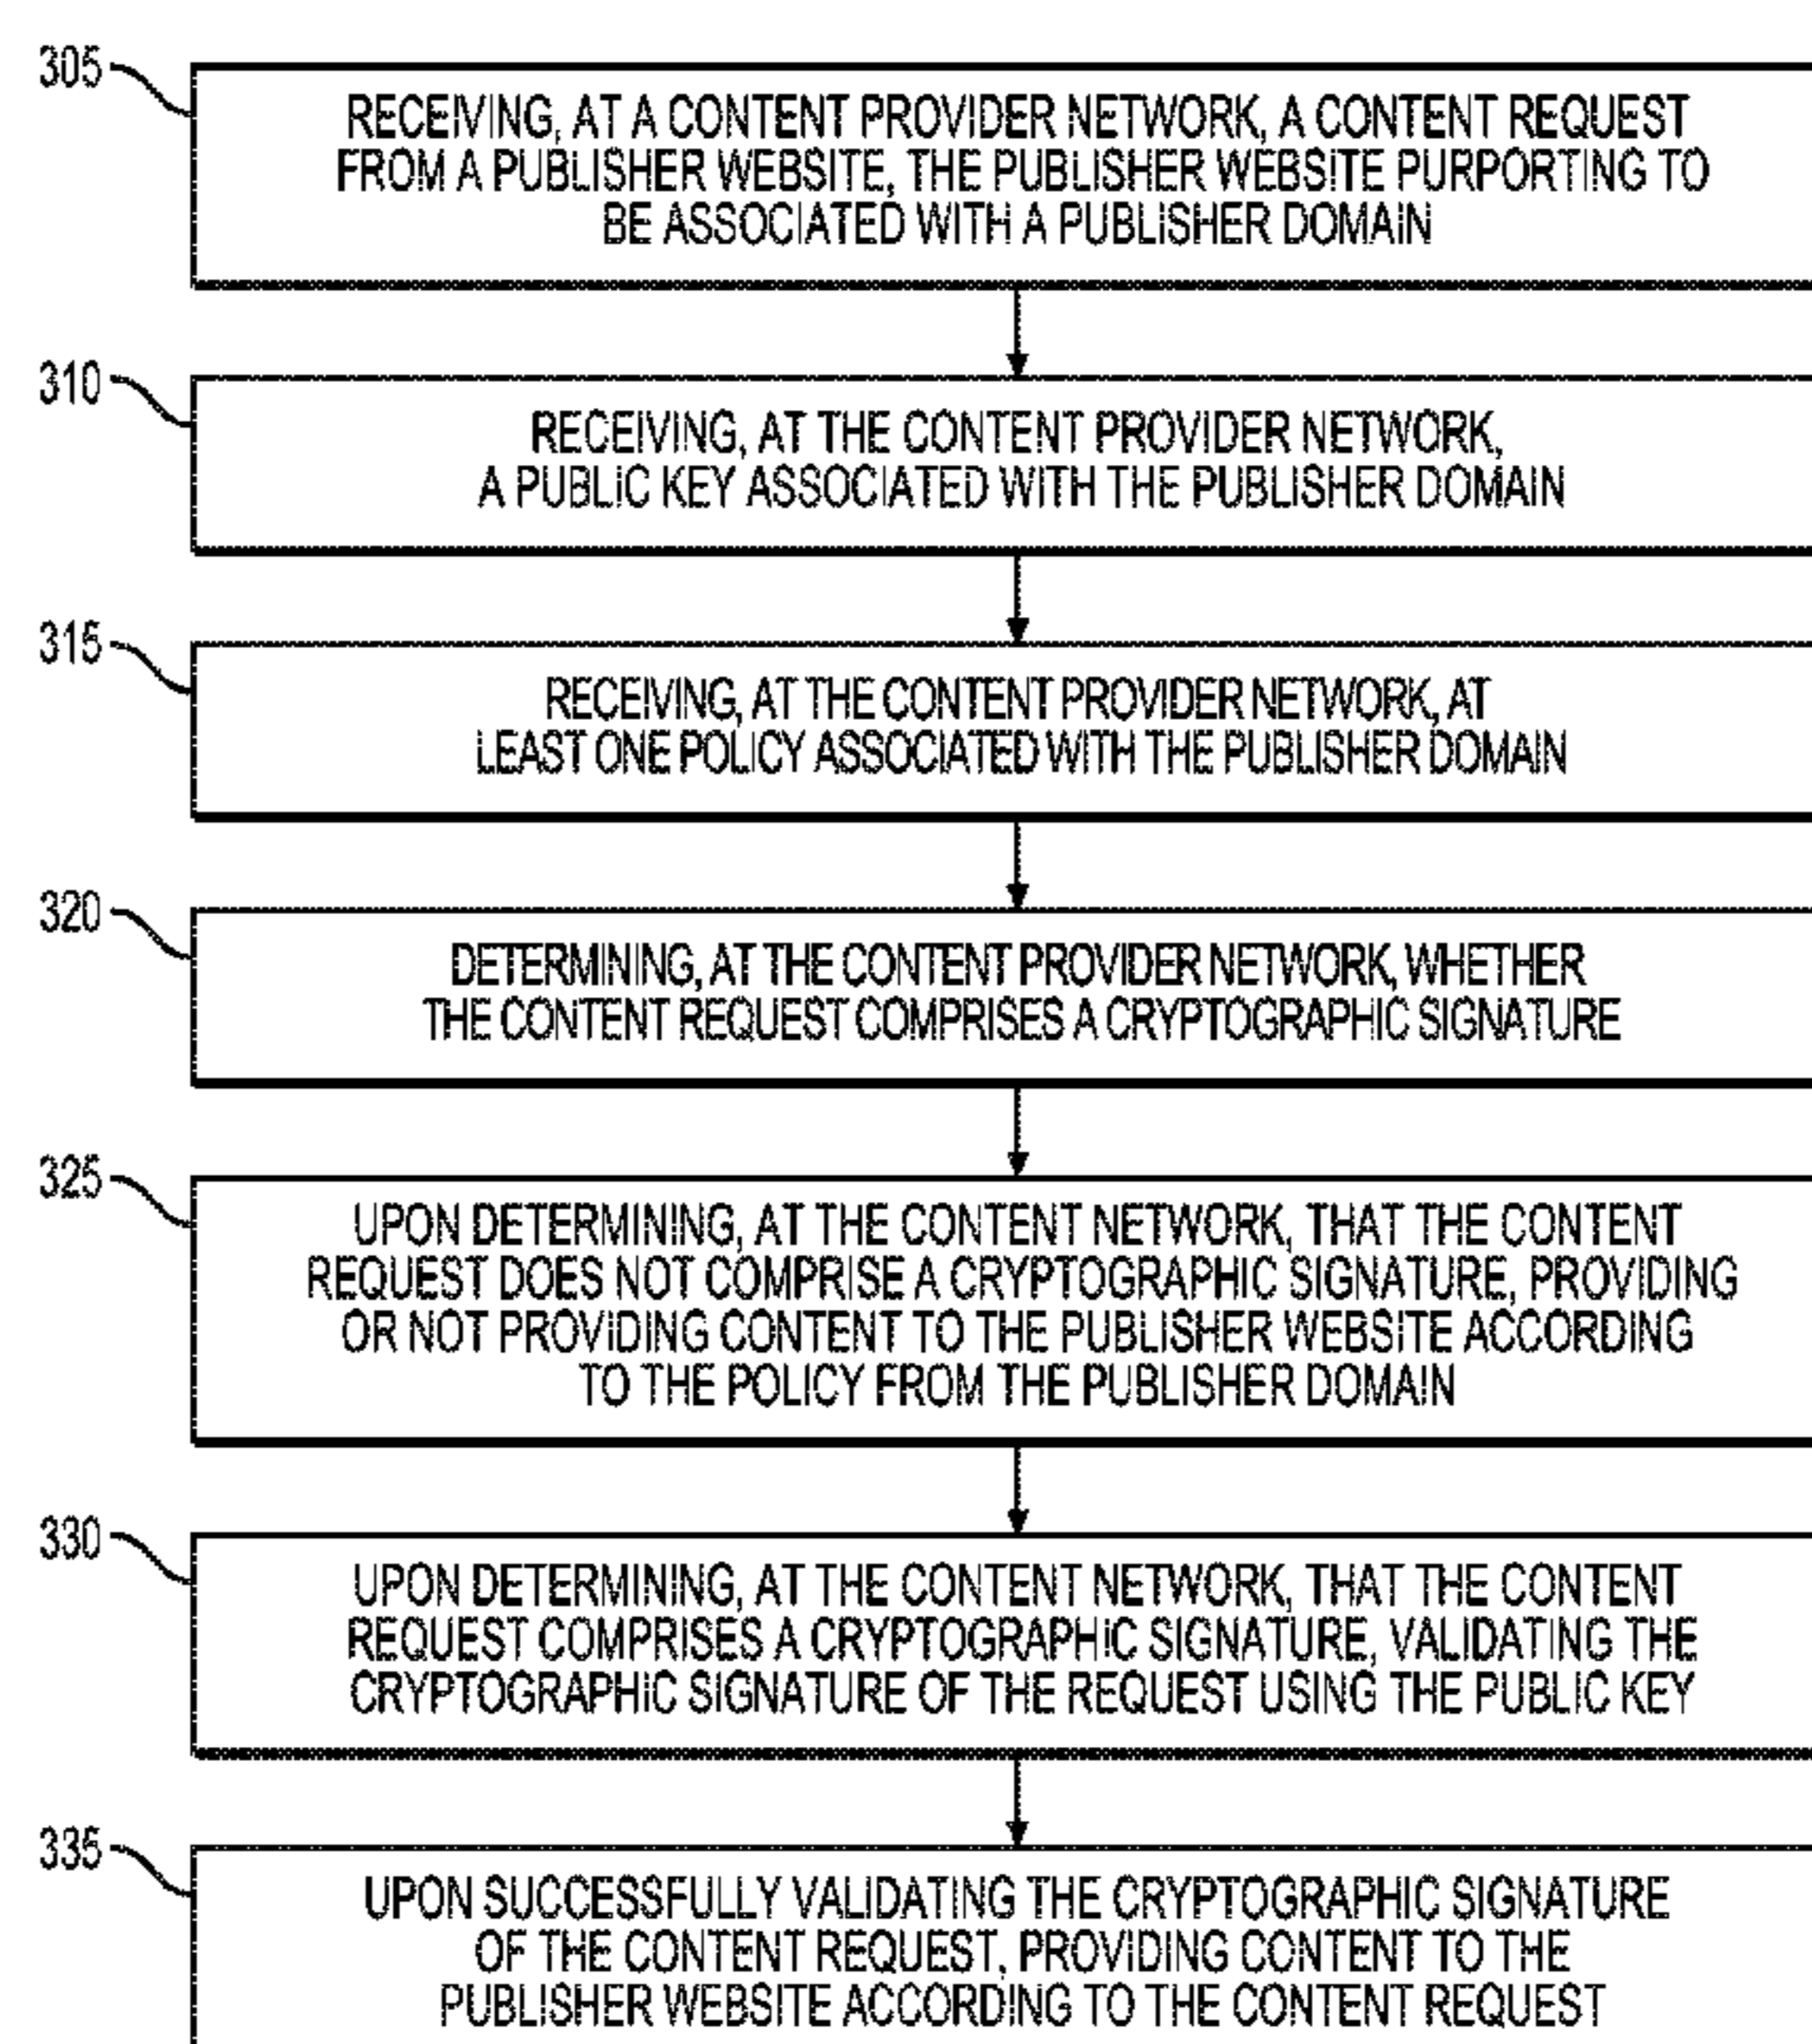 305
RECEIVING, AT A CONTENT PROVIDER NETWORK, A CONTENT REQUEST
FROM A PUBLISHER WEBSITE, THE PUBLISHER WEBSITE PURPORTING TO
BE ASSOCIATED WITH A PUBLISHER DOMAIN
310
RECEIVING, AT THE CONTENT PROVIDER NETWORK,
A PUBLIC KEY ASSOCIATED WITH THE PUBLISHER DOMAIN
315
RECEIVING, AT THE CONTENT PROVIDER NETWORK, AT
LEAST ONE POLICY ASSOCIATED WITH THE PUBLISHER DOMAIN
320
DETERMINING, AT THE CONTENT PROVIDER NETWORK, WHETHER
THE CONTENT REQUEST COMPRISES A CRYPTOGRAPHIC SIGNATURE
325
UPON DETERMINING, AT THE CONTENT NETWORK, THAT THE CONTENT
REQUEST DOES NOT COMPRISE A CRYPTOGRAPHIC SIGNATURE, PROVIDING
OR NOT PROVIDING CONTENT TO THE PUBLISHER WEBSITE ACCORDING
TO THE POLICY FROM THE PUBLISHER DOMAIN
330
UPON DETERMINING, AT THE CONTENT NETWORK, THAT THE CONTENT
REQUEST COMPRISES A CRYPTOGRAPHIC SIGNATURE, VALIDATING THE
CRYPTOGRAPHIC SIGNATURE OF THE REQUEST USING THE PUBLIC KEY
335
UPON SUCCESSFULLY VALIDATING THE CRYPTOGRAPHIC SIGNATURE
OF THE CONTENT REQUEST, PROVIDING CONTENT TO THE
PUBLISHER WEBSITE ACCORDING TO THE CONTENT REQUEST